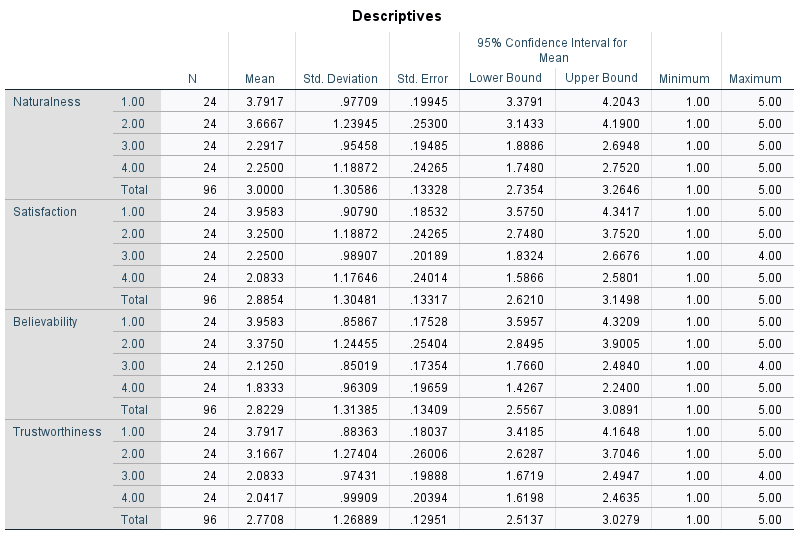 Descriptives
95% Confidence Interval for
Mean
N Mean Std. Deviation Std. Error Lower Bound Upper Bound Minimum Maximum
Naturalness 1.00 24 3.7917 .97709 .19945 3.3791 4.2043 1.00 5.00
2.00 24 3.6667 1.23945 .25300 3.1433 4.1900 1.00 5.00
3.00 24 2.2917 .95458 .19485 1.8886 2.6948 1.00 5.00
4.00 24 2.2500 1.18872 .24265 1.7480 2.7520 1.00 5.00
Total 96 3.0000 1.30586 .13328 2.7354 3.2646 1.00 5.00
Satisfaction 1.00 24 3.9583 .90790 .18532 3.5750 4.3417 1.00 5.00
2.00 24 3.2500 1.18872 .24265 2.7480 3.7520 1.00 5.00
3.00 24 2.2500 .98907 .20189 1.8324 2.6676 1.00 4.00
4.00 24 2.0833 1.17646 .24014 1.5866 2.5801 1.00 5.00
Total 96 2.8854 1.30481 .13317 2.6210 3.1498 1.00 5.00
Believability 1.00 24 3.9583 .85867 .17528 3.5957 4.3209 1.00 5.00
2.00 24 3.3750 1.24455 .25404 2.8495 3.9005 1.00 5.00
3.00 24 2.1250 .85019 .17354 1.7660 2.4840 1.00 4.00
4.00 24 1.8333 .96309 .19659 1.4267 2.2400 1.00 5.00
Total 96 2.8229 1.31385 .13409 2.5567 3.0891 1.00 5.00
Trustworthiness 1.00 24 3.7917 .88363 .18037 3.4185 4.1648 1.00 5.00
2.00 24 3.1667 1.27404 .26006 2.6287 3.7046 1.00 5.00
3.00 24 2.0833 .97431 .19888 1.6719 2.4947 1.00 4.00
4.00 24 2.0417 .99909 .20394 1.6198 2.4635 1.00 5.00
Total 96 2.7708 1.26889 .12951 2.5137 3.0279 1.00 5.00